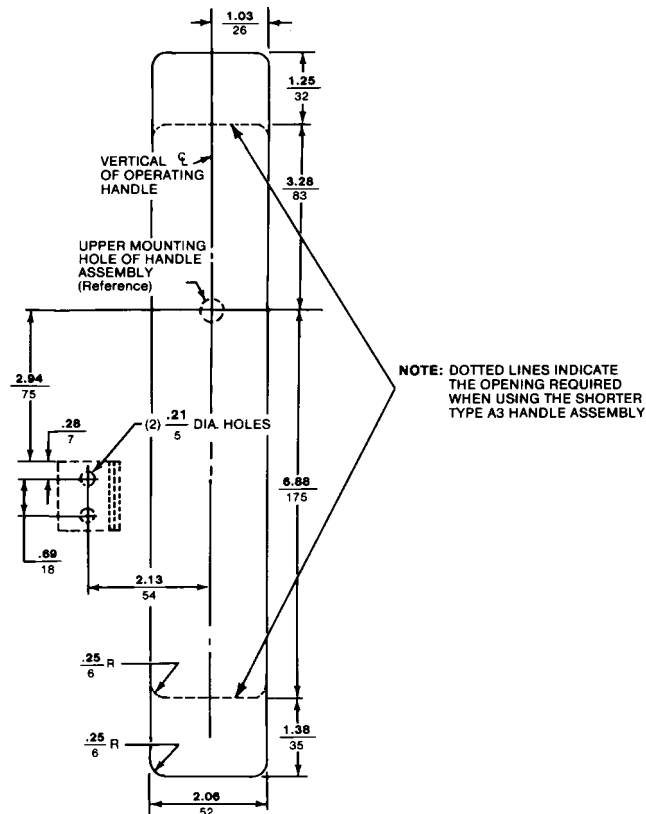 1.03
26
1.25
32
VERTICAL ℄
OF OPERATING
HANDLE
3.28
83
UPPER MOUNTING
HOLE OF HANDLE
ASSEMBLY
(Reference)
NOTE: DOTTED LINES INDICATE
THE OPENING REQUIRED
WHEN USING THE SHORTER
TYPE A3 HANDLE ASSEMBLY
2.94
75
.28
7
(2) .21/5 DIA. HOLES
6.88
175
.69
18
2.13
54
.25/6 R
1.38
35
.25/6 R
2.06
52